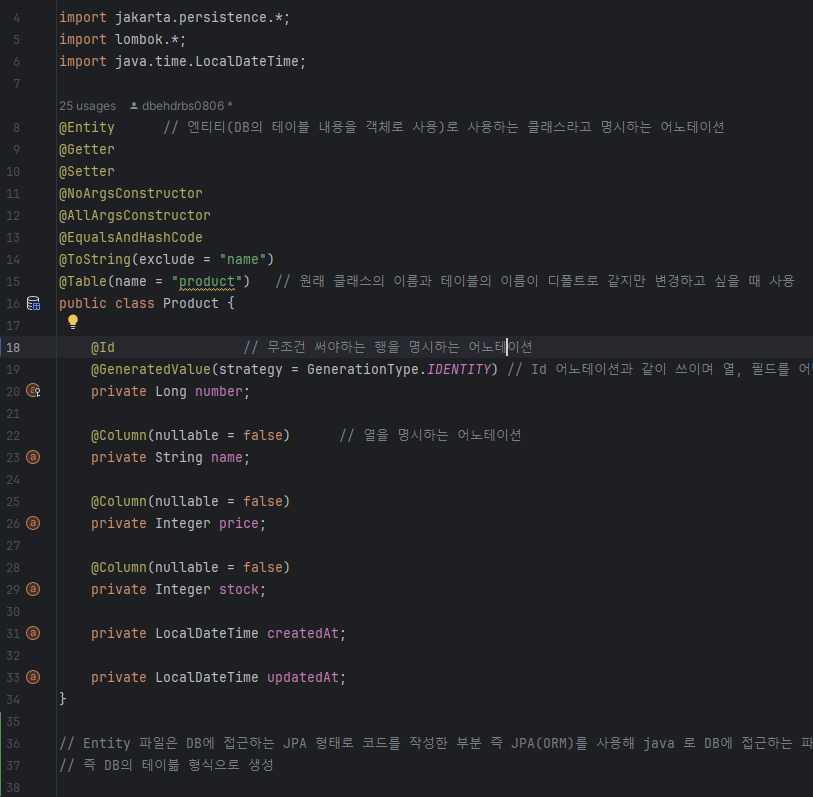 4 import jakarta.persistence.*;
5 import lombok.*;
6 import java.time.LocalDateTime;
7
25 usages dbehdrbs0806 *
8 @Entity // 엔티티(DB의 테이블 내용을 객체로 사용)로 사용하는 클래스라고 명시하는 어노테이션
9 @Getter
10 @Setter
11 @NoArgsConstructor
12 @AllArgsConstructor
13 @EqualsAndHashCode
14 @ToString(exclude = "name")
15 @Table(name = "product") // 원래 클래스의 이름과 테이블의 이름이 디폴트로 같지만 변경하고 싶을 때 사용
16 public class Product {
17
18 @Id // 무조건 써야하는 행을 명시하는 어노테이션
19 @GeneratedValue(strategy = GenerationType.IDENTITY) // Id 어노테이션과 같이 쓰이며 열, 필드를
20 private Long number;
21
22 @Column(nullable = false) // 열을 명시하는 어노테이션
23 private String name;
24
25 @Column(nullable = false)
26 private Integer price;
27
28 @Column(nullable = false)
29 private Integer stock;
30
31 private LocalDateTime createdAt;
32
33 private LocalDateTime updatedAt;
34 }
35
36 // Entity 파일은 DB에 접근하는 JPA 형태로 코드를 작성한 부분 즉 JPA(ORM)를 사용해 java 로 DB에 접근하는 파
37 // 즉 DB의 테이븖 형식으로 생성
38